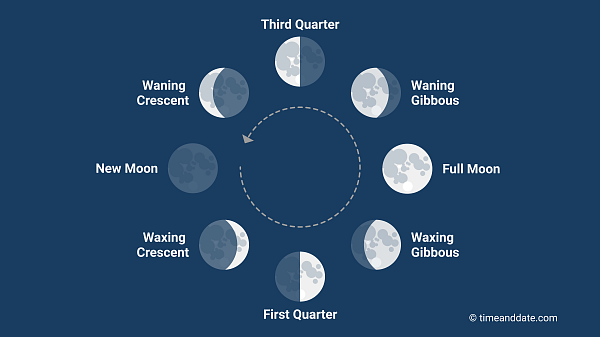 Third Quarter
Waning
Crescent
Waning
Gibbous
New Moon
Full Moon
Waxing
Crescent
Waxing
Gibbous
First Quarter
© timeanddate.com